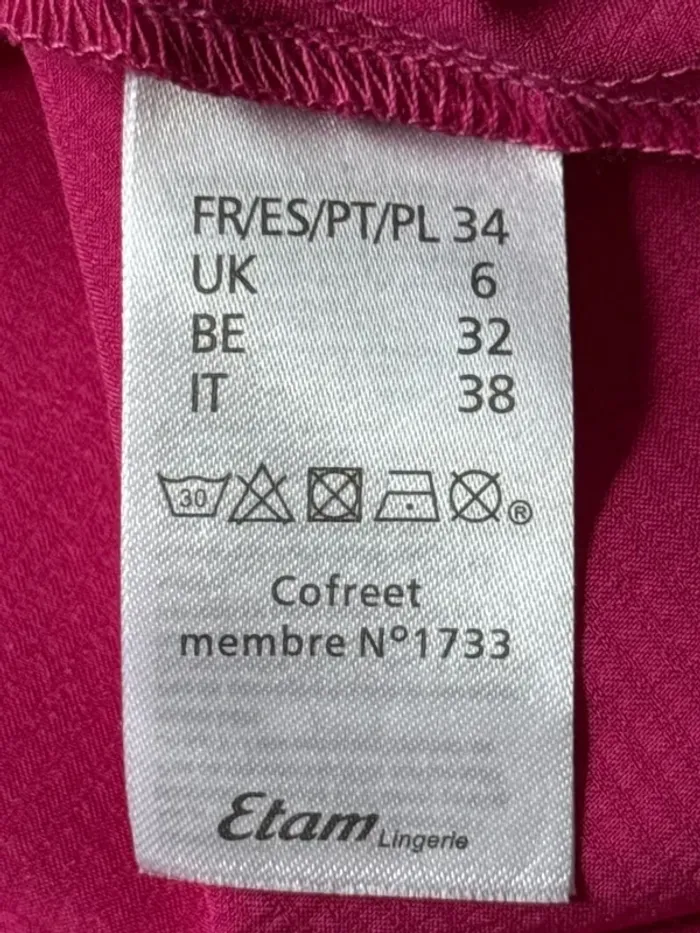 FR/ES/PT/PL 34
UK 6
BE 32
IT 38
30 ®
Cofreet
membre N°1733
Etam Lingerie